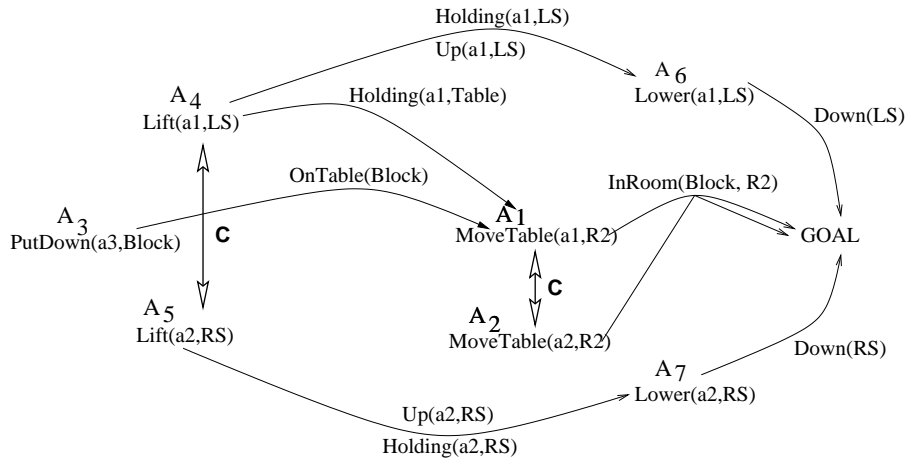 Holding(a1,LS)
Up(a1,LS)
A6
Lower(a1,LS)
A4
Lift(a1,LS)
Holding(a1,Table)
Down(LS)
OnTable(Block)
InRoom(Block, R2)
A3
PutDown(a3,Block)
C
A1
MoveTable(a1,R2)
GOAL
C
A5
Lift(a2,RS)
A2
MoveTable(a2,R2)
Down(RS)
A7
Lower(a2,RS)
Up(a2,RS)
Holding(a2,RS)